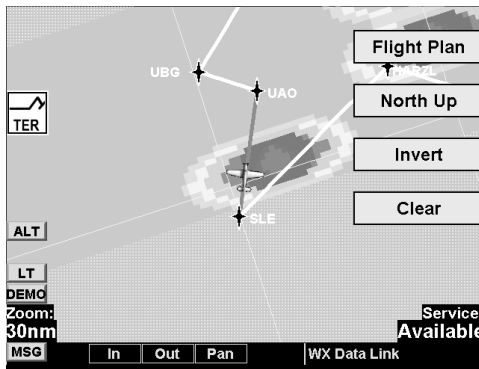 Flight Plan
HARZL
UBG
UAO
North Up
TER
Invert
Clear
SLE
ALT
LT
DEMO
Zoom:
30nm
Service
Available
MSG
In Out Pan WX Data Link